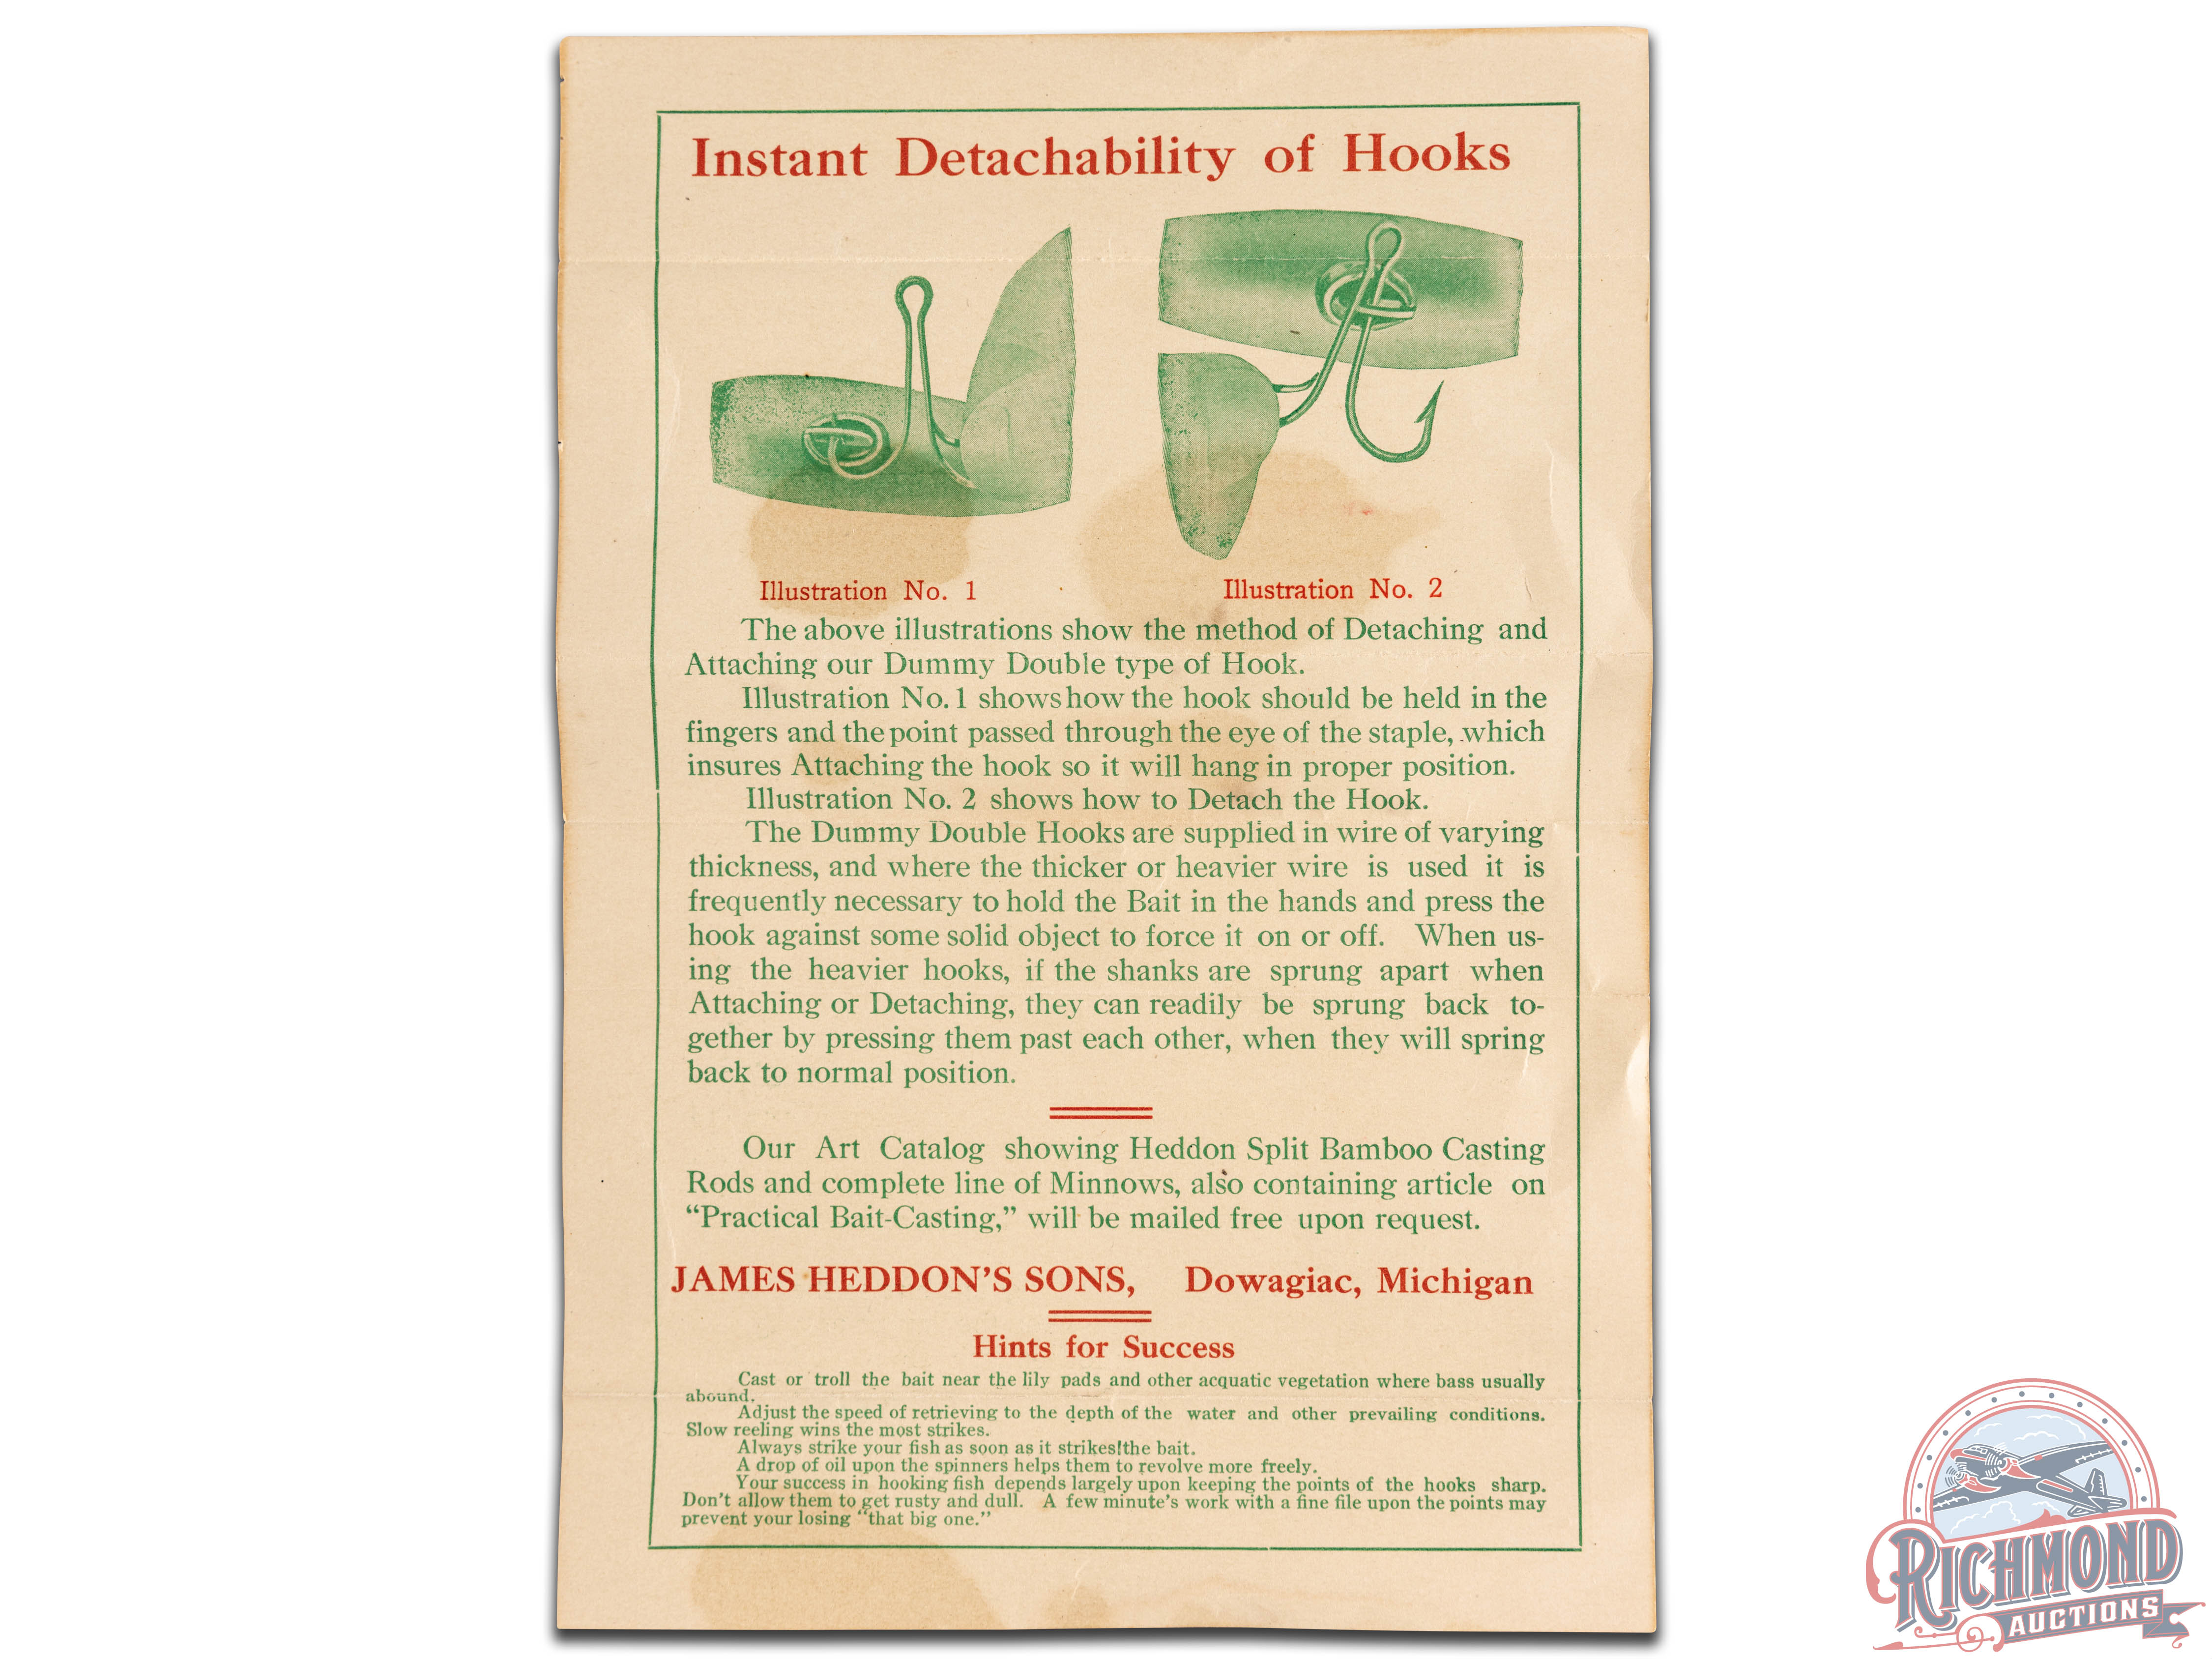 Instant Detachability of Hooks
Illustration No. 1 Illustration No. 2
The above illustrations show the method of Detaching and
Attaching our Dummy Double type of Hook.
Illustration No. 1 shows how the hook should be held in the
fingers and the point passed through the eye of the staple, which
insures Attaching the hook so it will hang in proper position.
Illustration No. 2 shows how to Detach the Hook.
The Dummy Double Hooks are supplied in wire of varying
thickness, and where the thicker or heavier wire is used it is
frequently necessary to hold the Bait in the hands and press the
hook against some solid object to force it on or off. When us-
ing the heavier hooks, if the shanks are sprung apart when
Attaching or Detaching, they can readily be sprung back to-
gether by pressing them past each other, when they will spring
back to normal position.
Our Art Catalog showing Heddon Split Bamboo Casting
Rods and complete line of Minnows, also containing article on
“Practical Bait-Casting,” will be mailed free upon request.
JAMES HEDDON’S SONS, Dowagiac, Michigan
Hints for Success
Cast or troll the bait near the lily pads and other acquatic vegetation where bass usually
abound.
Adjust the speed of retrieving to the depth of the water and other prevailing conditions.
Slow reeling wins the most strikes.
Always strike your fish as soon as it strikes!the bait.
A drop of oil upon the spinners helps them to revolve more freely.
Your success in hooking fish depends largely upon keeping the points of the hooks sharp.
Don’t allow them to get rusty and dull. A few minute’s work with a fine file upon the points may
prevent your losing “that big one.”
RICHMOND
AUCTIONS